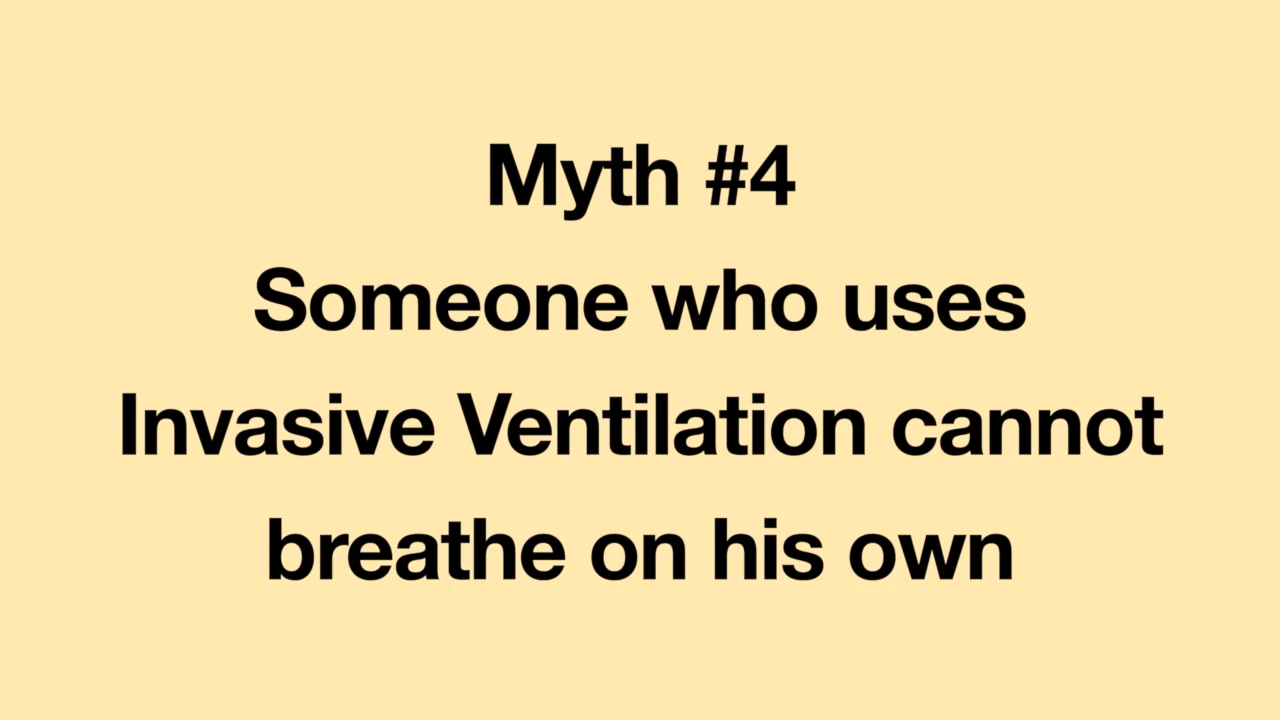 Myth #4
Someone who uses
Invasive Ventilation cannot
breathe on his own